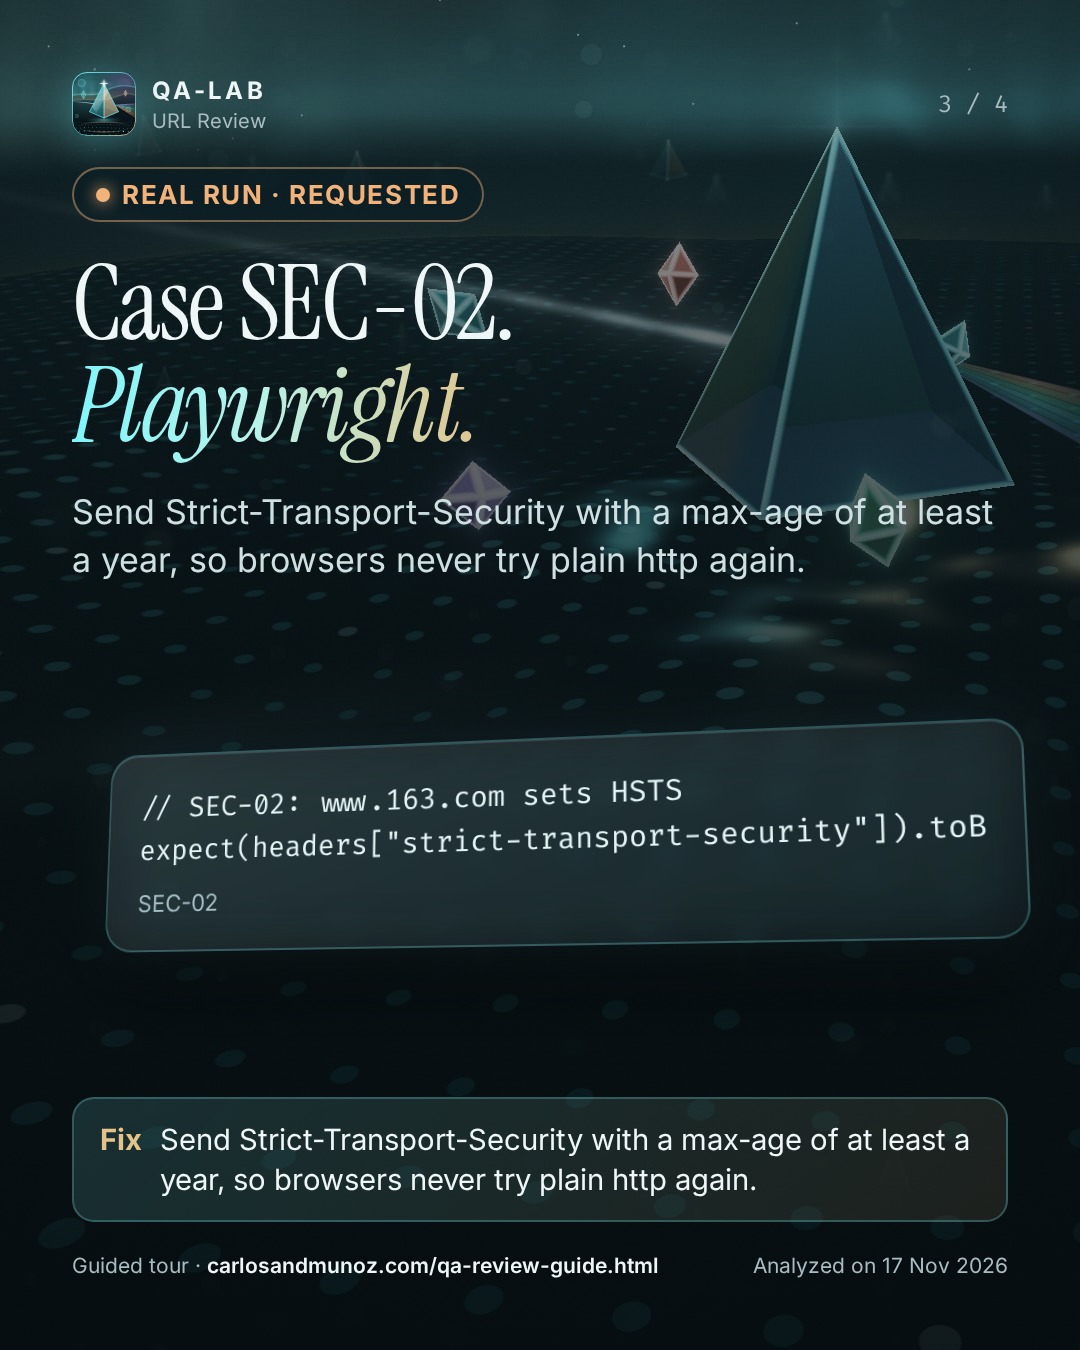 QA-LAB
URL Review
3 / 4
REAL RUN · REQUESTED
Case SEC-02.
Playwright.
Send Strict-Transport-Security with a max-age of at least
a year, so browsers never try plain http again.
// SEC-02: www.163.com sets HSTS
expect(headers["strict-transport-security"]).toB
SEC-02
Fix Send Strict-Transport-Security with a max-age of at least a
year, so browsers never try plain http again.
Guided tour · carlosandmunoz.com/qa-review-guide.html
Analyzed on 17 Nov 2026